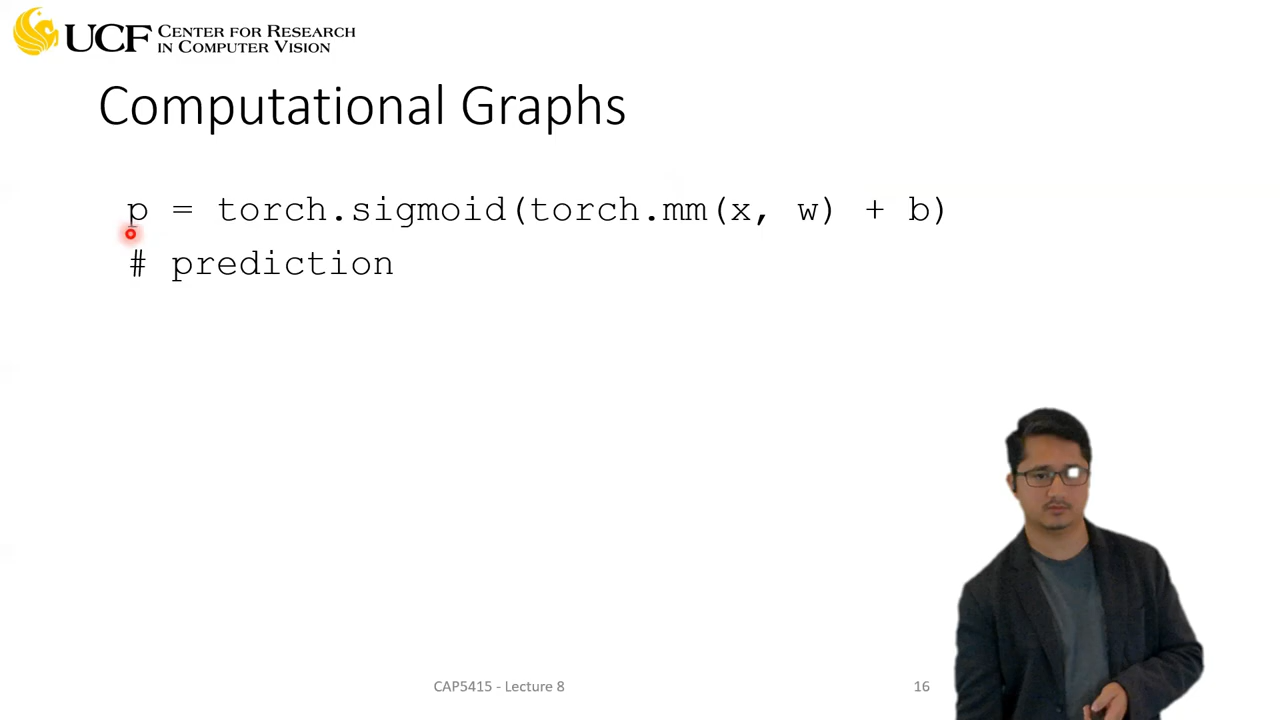 UCF CENTER FOR RESEARCH
IN COMPUTER VISION
Computational Graphs
p = torch.sigmoid(torch.mm(x, w) + b)
# prediction
CAP5415 - Lecture 8
16